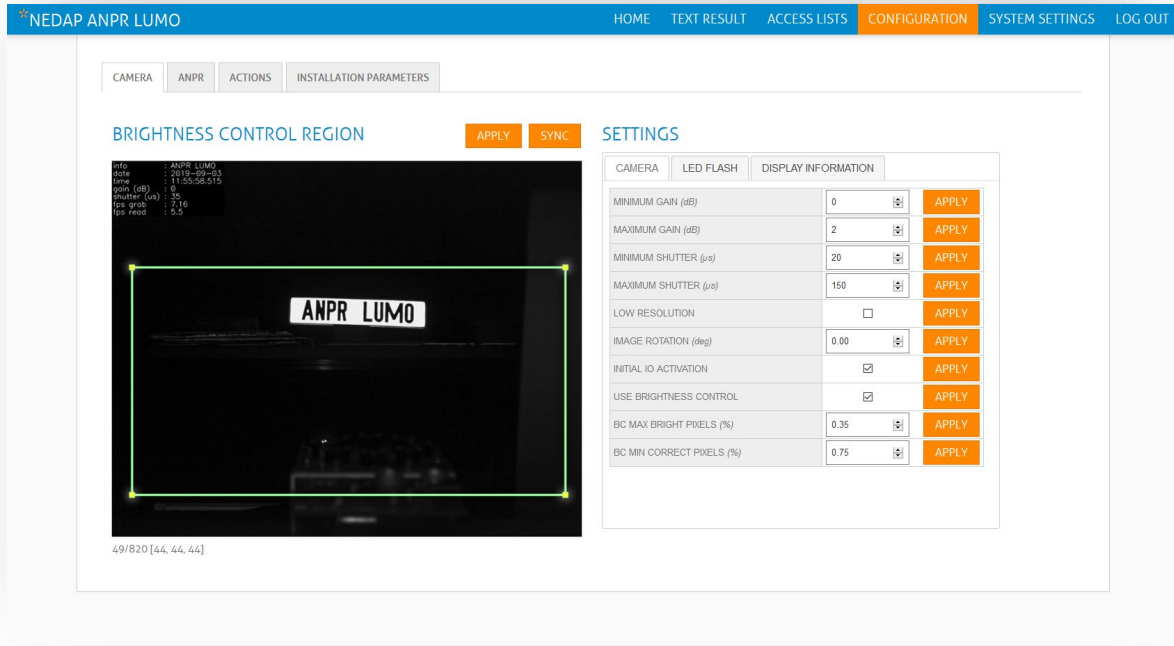 *NEDAP ANPR LUMO
HOME TEXT RESULT ACCESS LISTS CONFIGURATION SYSTEM SETTINGS LOG OUT
CAMERA ANPR ACTIONS INSTALLATION PARAMETERS
BRIGHTNESS CONTROL REGION
APPLY SYNC
info : ANPR LUMO
date : 2019-09-03
time : 11:55:58.515
gain (dB) : 0
shutter (us) : 35
fps grab : 7.16
fps read : 5.5
ANPR LUMO
49/820 [44, 44, 44]
SETTINGS
CAMERA LED FLASH DISPLAY INFORMATION
MINIMUM GAIN (dB) 0 APPLY
MAXIMUM GAIN (dB) 2 APPLY
MINIMUM SHUTTER (µs) 20 APPLY
MAXIMUM SHUTTER (µs) 150 APPLY
LOW RESOLUTION APPLY
IMAGE ROTATION (deg) 0.00 APPLY
INITIAL IO ACTIVATION APPLY
USE BRIGHTNESS CONTROL APPLY
BC MAX BRIGHT PIXELS (%) 0.35 APPLY
BC MIN CORRECT PIXELS (%) 0.75 APPLY